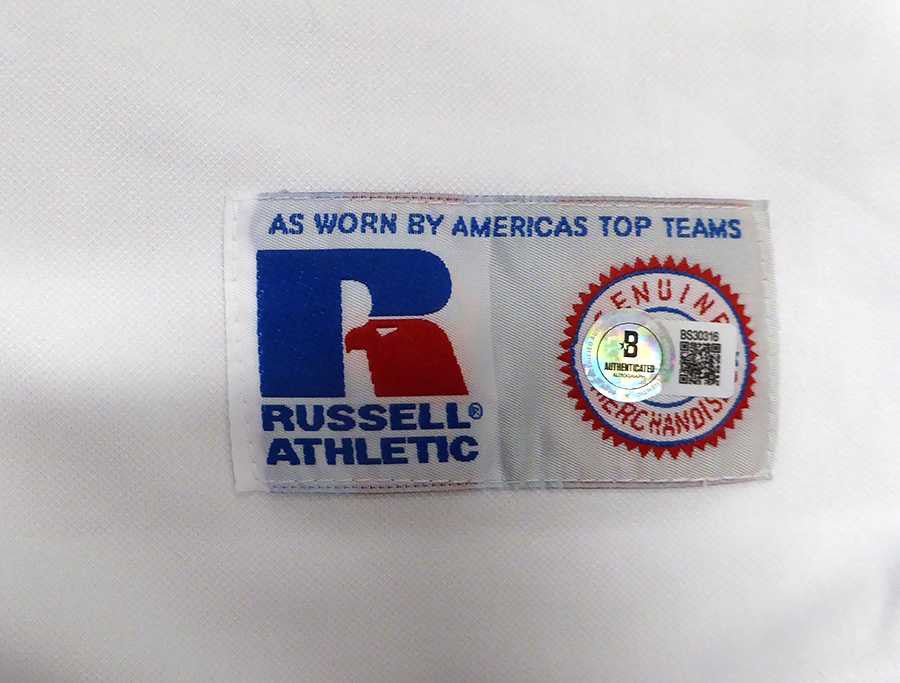 AS WORN BY AMERICAS TOP TEAMS
RUSSELL®
ATHLETIC
GENUINE
MERCHANDISE
B
AUTHENTICATED
BS30316